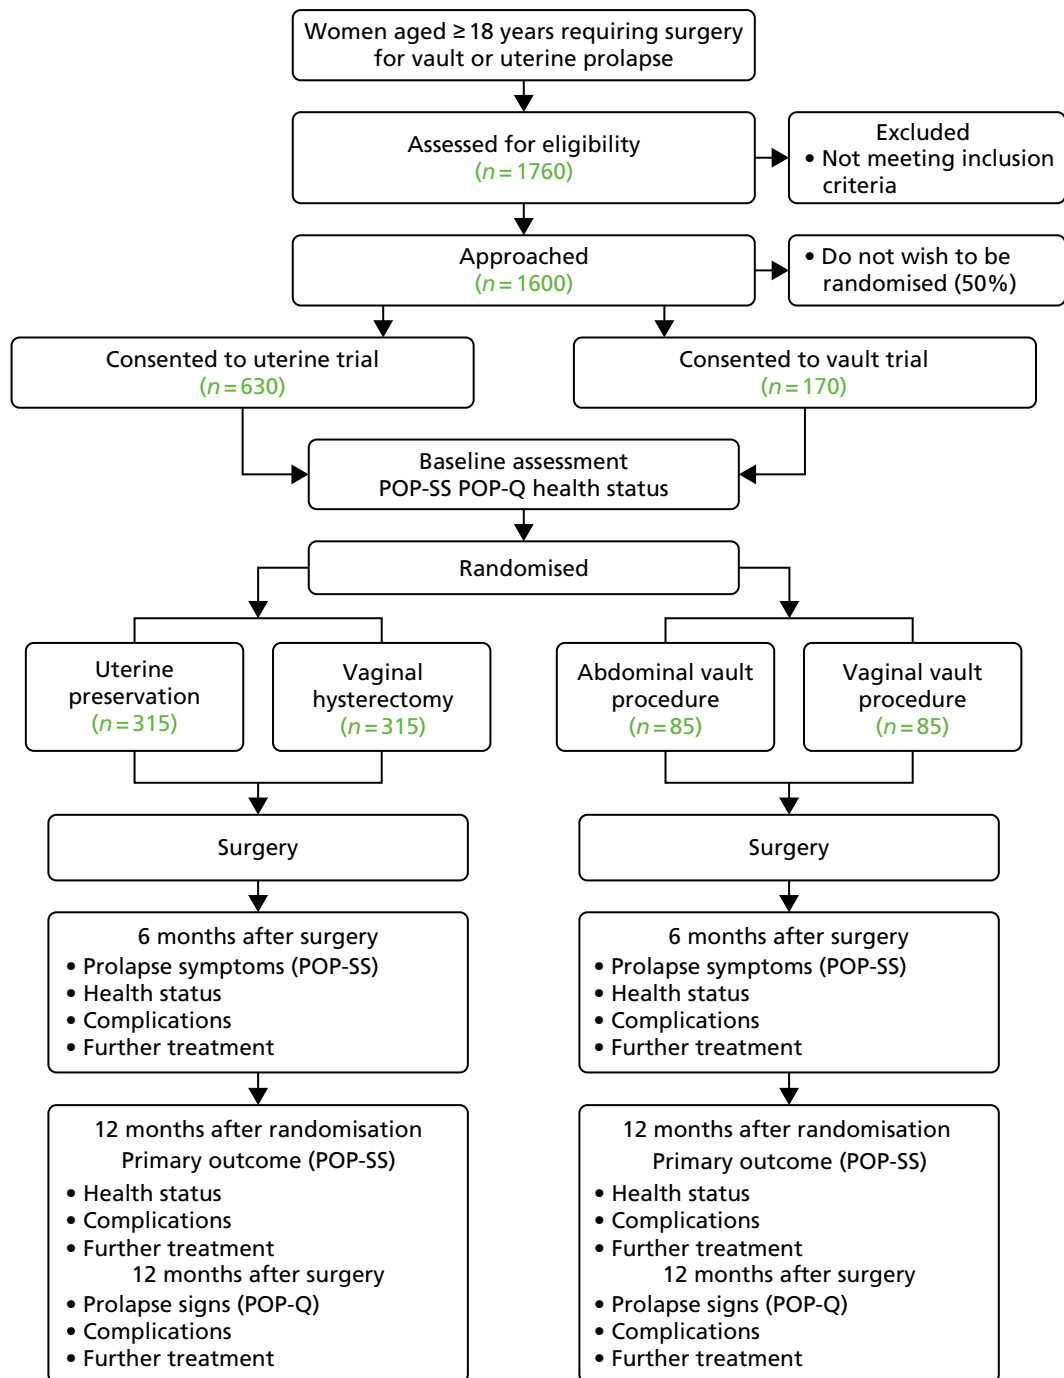 Women aged ≥ 18 years requiring surgery
for vault or uterine prolapse
Assessed for eligibility
(n = 1760)
Excluded
• Not meeting inclusion
criteria
Approached
(n = 1600)
• Do not wish to be
randomised (50%)
Consented to uterine trial
(n = 630)
Consented to vault trial
(n = 170)
Baseline assessment
POP-SS POP-Q health status
Randomised
Uterine
preservation
(n = 315)
Vaginal
hysterectomy
(n = 315)
Abdominal vault
procedure
(n = 85)
Vaginal vault
procedure
(n = 85)
Surgery
Surgery
6 months after surgery
• Prolapse symptoms (POP-SS)
• Health status
• Complications
• Further treatment
6 months after surgery
• Prolapse symptoms (POP-SS)
• Health status
• Complications
• Further treatment
12 months after randomisation
Primary outcome (POP-SS)
• Health status
• Complications
• Further treatment
12 months after surgery
• Prolapse signs (POP-Q)
• Complications
• Further treatment
12 months after randomisation
Primary outcome (POP-SS)
• Health status
• Complications
• Further treatment
12 months after surgery
• Prolapse signs (POP-Q)
• Complications
• Further treatment